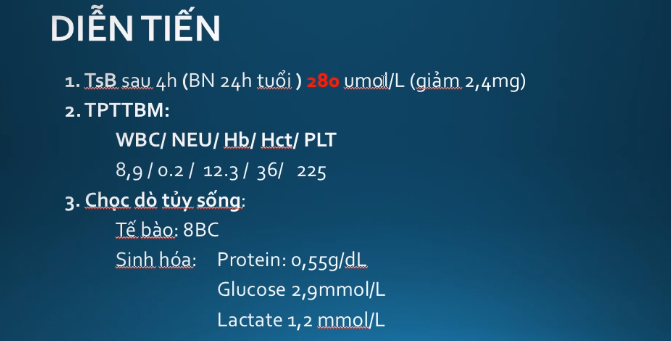 DIỄN TIẾN
1. TsB sau 4h (BN 24h tuổi ) 280 umol/L (giảm 2,4mg)
2. TPTTBM:
WBC/ NEU/ Hb/ Hct/ PLT
8,9 / 0.2 / 12.3 / 36/ 225
3. Chọc dò tủy sống:
Tế bào: 8BC
Sinh hóa: Protein: 0,55g/dL
Glucose 2,9mmol/L
Lactate 1,2 mmol/L